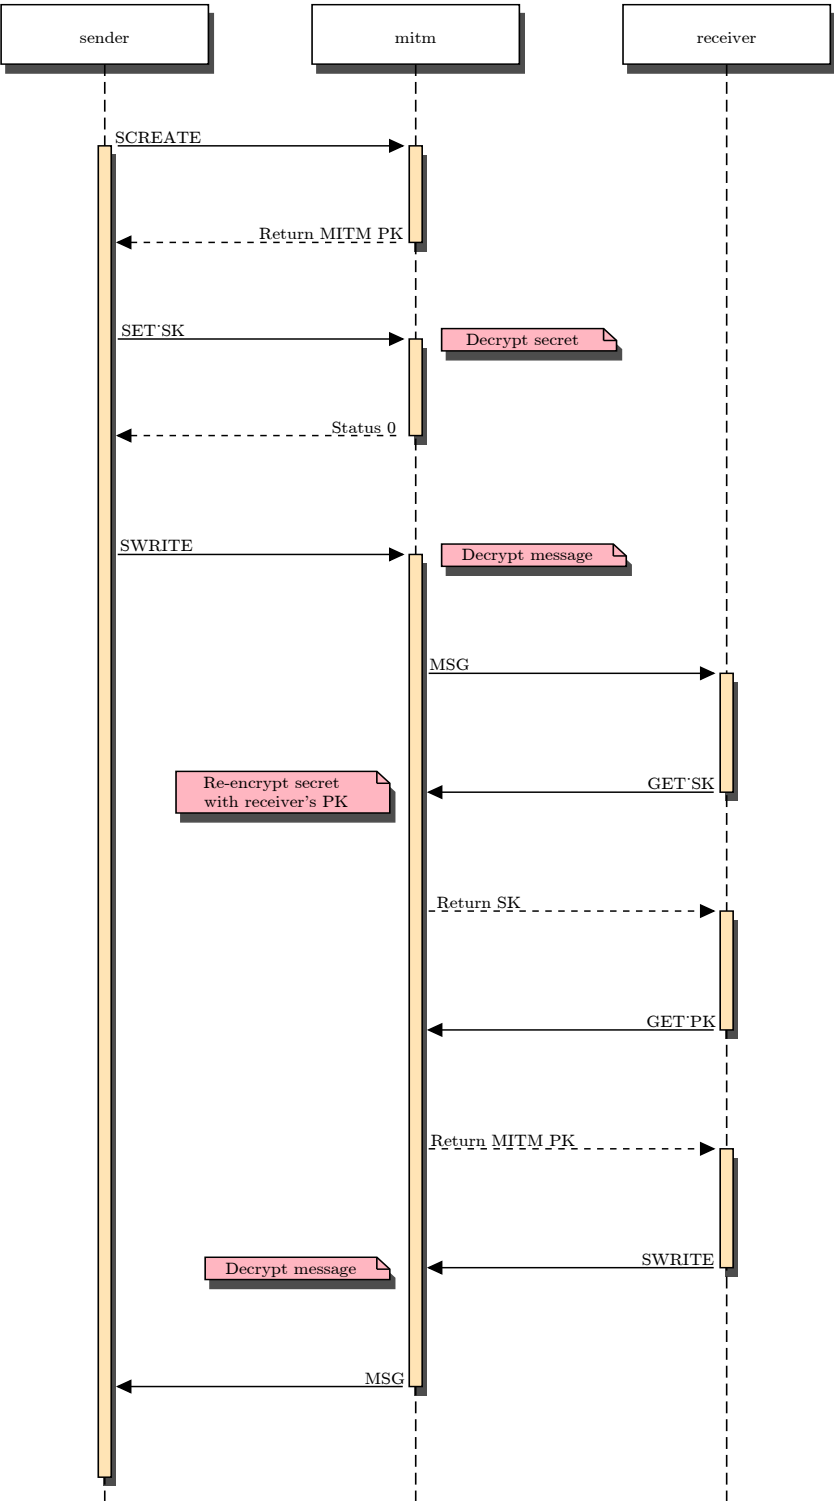 sender
mitm
receiver
SCREATE
Return MITM PK
SET˙SK
Decrypt secret
Status 0
SWRITE
Decrypt message
MSG
Re-encrypt secret
with receiver's PK
GET˙SK
Return SK
GET˙PK
Return MITM PK
SWRITE
Decrypt message
MSG